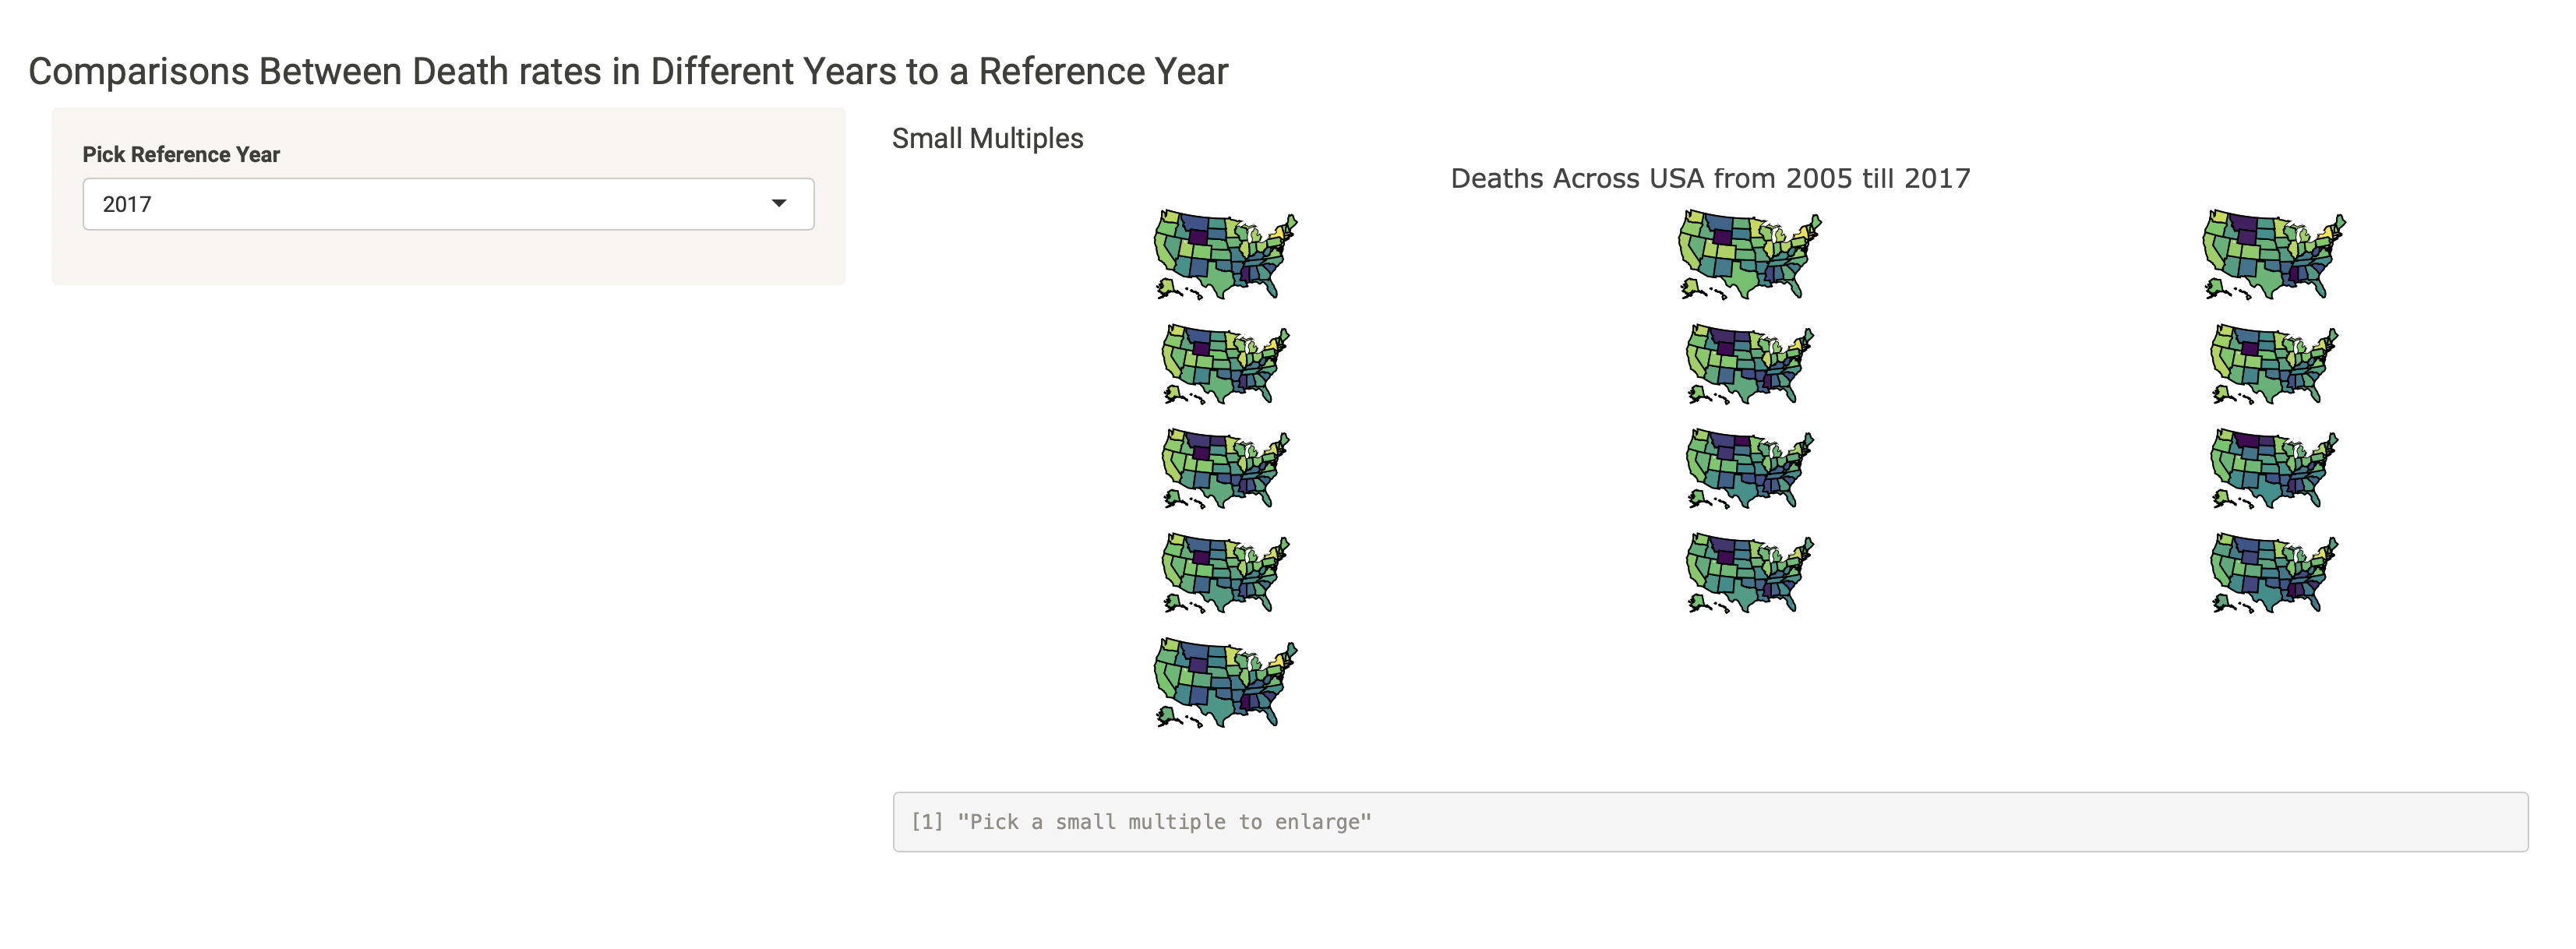 Comparisons Between Death rates in Different Years to a Reference Year
Pick Reference Year
2017
Small Multiples
Deaths Across USA from 2005 till 2017
[1] "Pick a small multiple to enlarge"